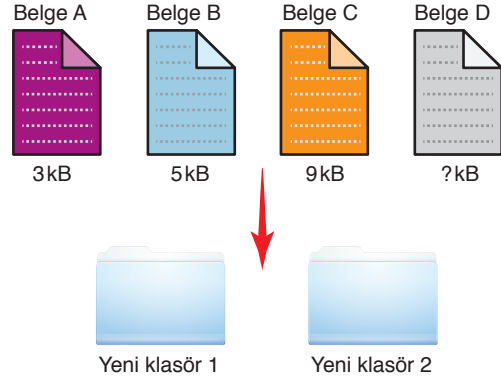 Belge A Belge B Belge C Belge D
3 kB 5 kB 9 kB ? kB
Yeni klasör 1 Yeni klasör 2